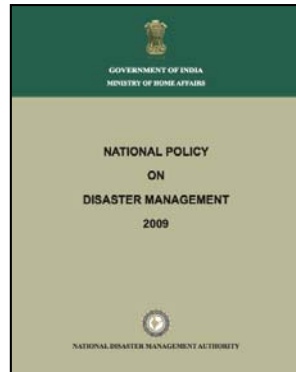 GOVERNMENT OF INDIA
MINISTRY OF HOME AFFAIRS
NATIONAL POLICY
ON
DISASTER MANAGEMENT
2009
NATIONAL DISASTER MANAGEMENT AUTHORITY